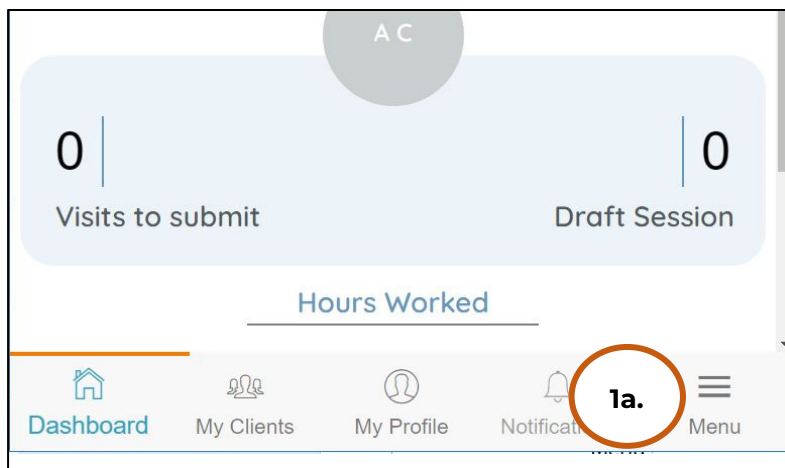 A C
0 0
Visits to submit Draft Session
Hours Worked
1a.
Dashboard My Clients My Profile Menu